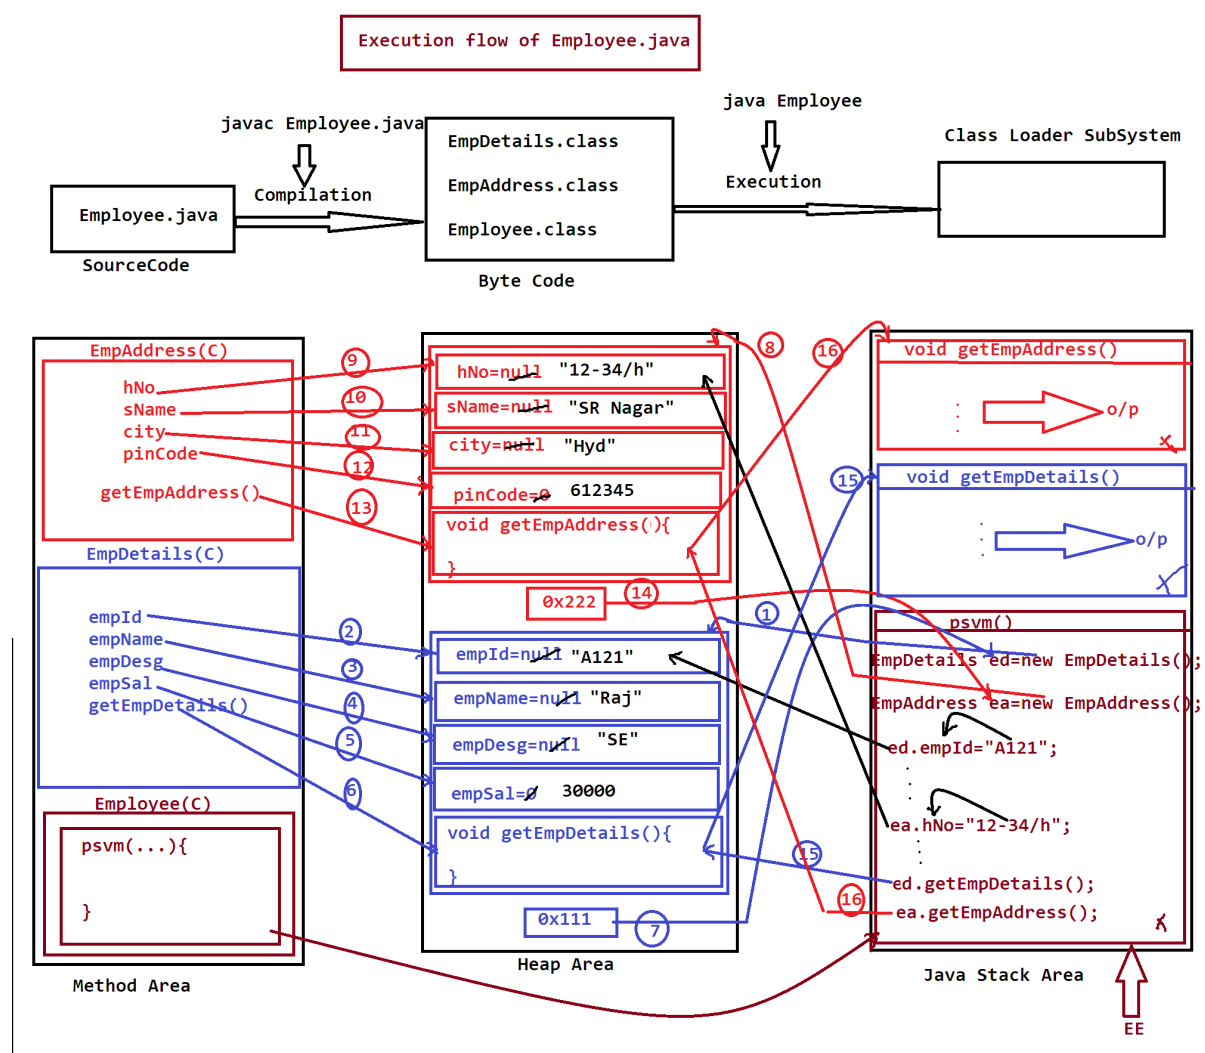 Execution flow of Employee.java
java Employee
javac Employee.java
Class Loader SubSystem
EmpDetails.class
EmpAddress.class
Employee.class
Compilation
Execution
Employee.java
SourceCode
Byte Code
EmpAddress(C)
hNo
sName
city
pinCode
getEmpAddress()
EmpDetails(C)
empId
empName
empDesg
empSal
getEmpDetails()
Employee(C)
psvm(...){
}
Method Area
9
10
11
12
13
2
3
4
5
6
hNo=null "12-34/h"
sName=null "SR Nagar"
city=null "Hyd"
pinCode=0 612345
void getEmpAddress(){
}
0x222
14
empId=null "A121"
empName=null "Raj"
empDesg=null "SE"
empSal=0 30000
void getEmpDetails(){
}
0x111
7
Heap Area
8
16
15
1
15
16
void getEmpAddress()
o/p
x
void getEmpDetails()
o/p
x
psvm()
EmpDetails ed=new EmpDetails();
EmpAddress ea=new EmpAddress();
ed.empId="A121";
ea.hNo="12-34/h";
ed.getEmpDetails();
ea.getEmpAddress();
x
Java Stack Area
EE